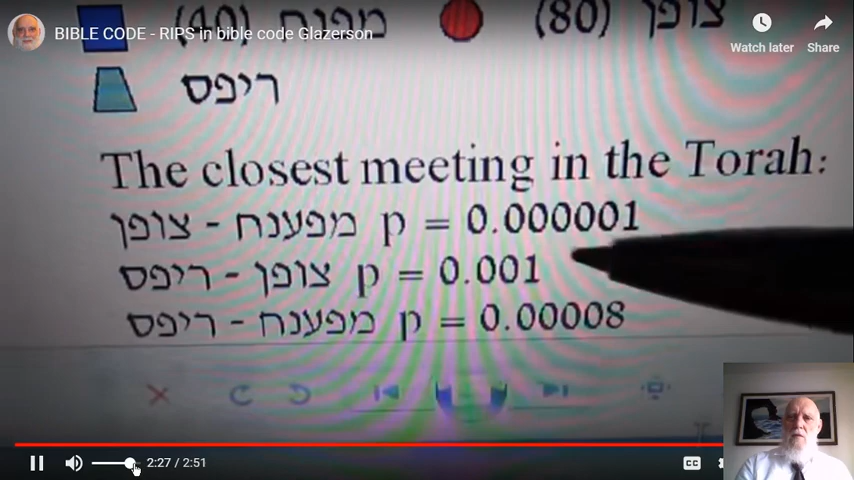 BIBLE CODE - RIPS in bible code Glazerson
צופן (80)
(40)
Watch later Share
ריפס
The closest meeting in the Torah:
צופן - מפענח p = 0.000001
ריפס - צופן p = 0.001
ריפס - מפענח p = 0.00008
2:27 / 2:51
CC